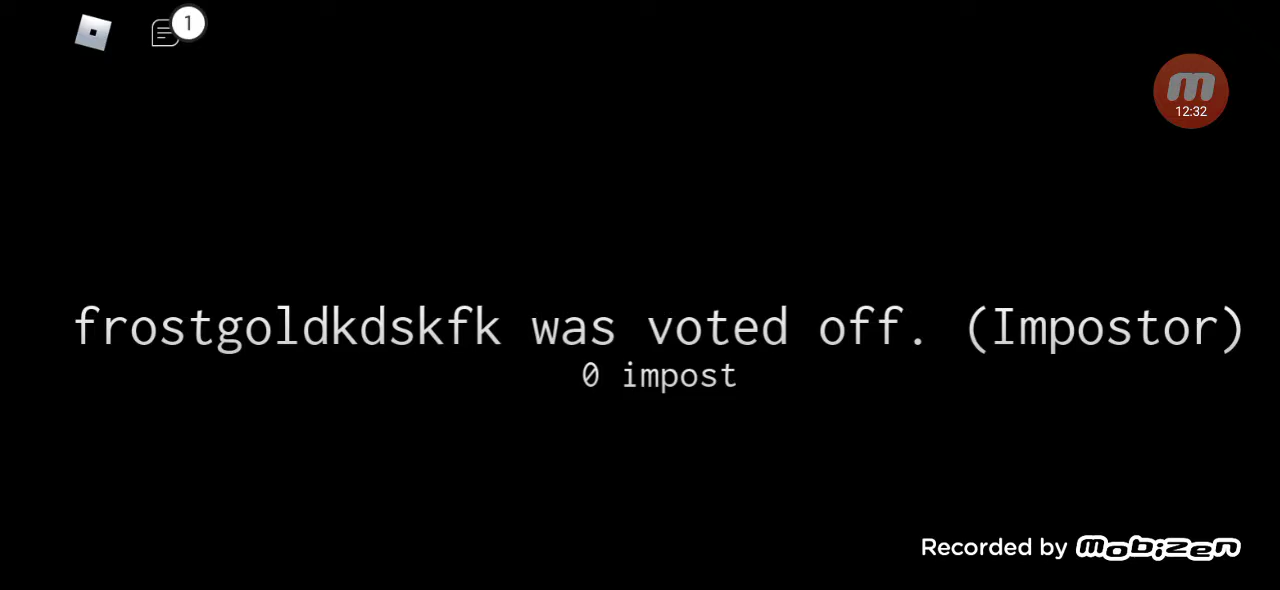 1
12:32
frostgoldkdskfk was voted off. (Impostor)
0 impost
Recorded by mobizen